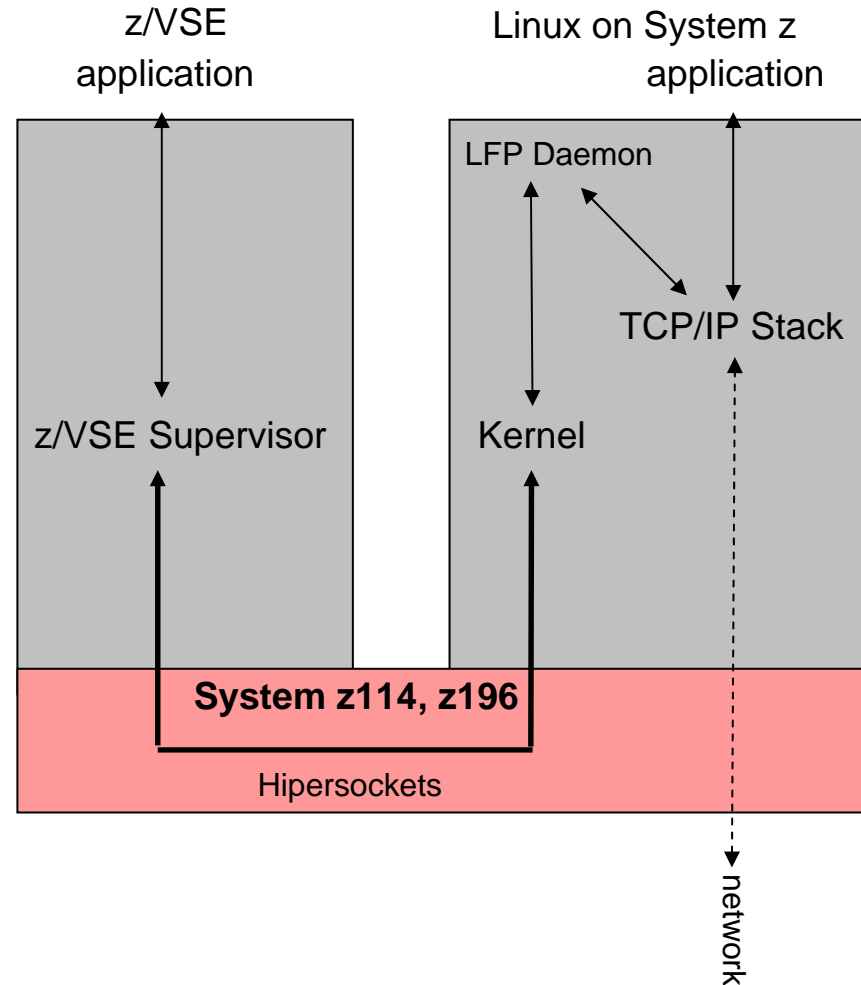 z/VSE
application
Linux on System z
application
LFP Daemon
TCP/IP Stack
z/VSE Supervisor
Kernel
System z114, z196
Hipersockets
network